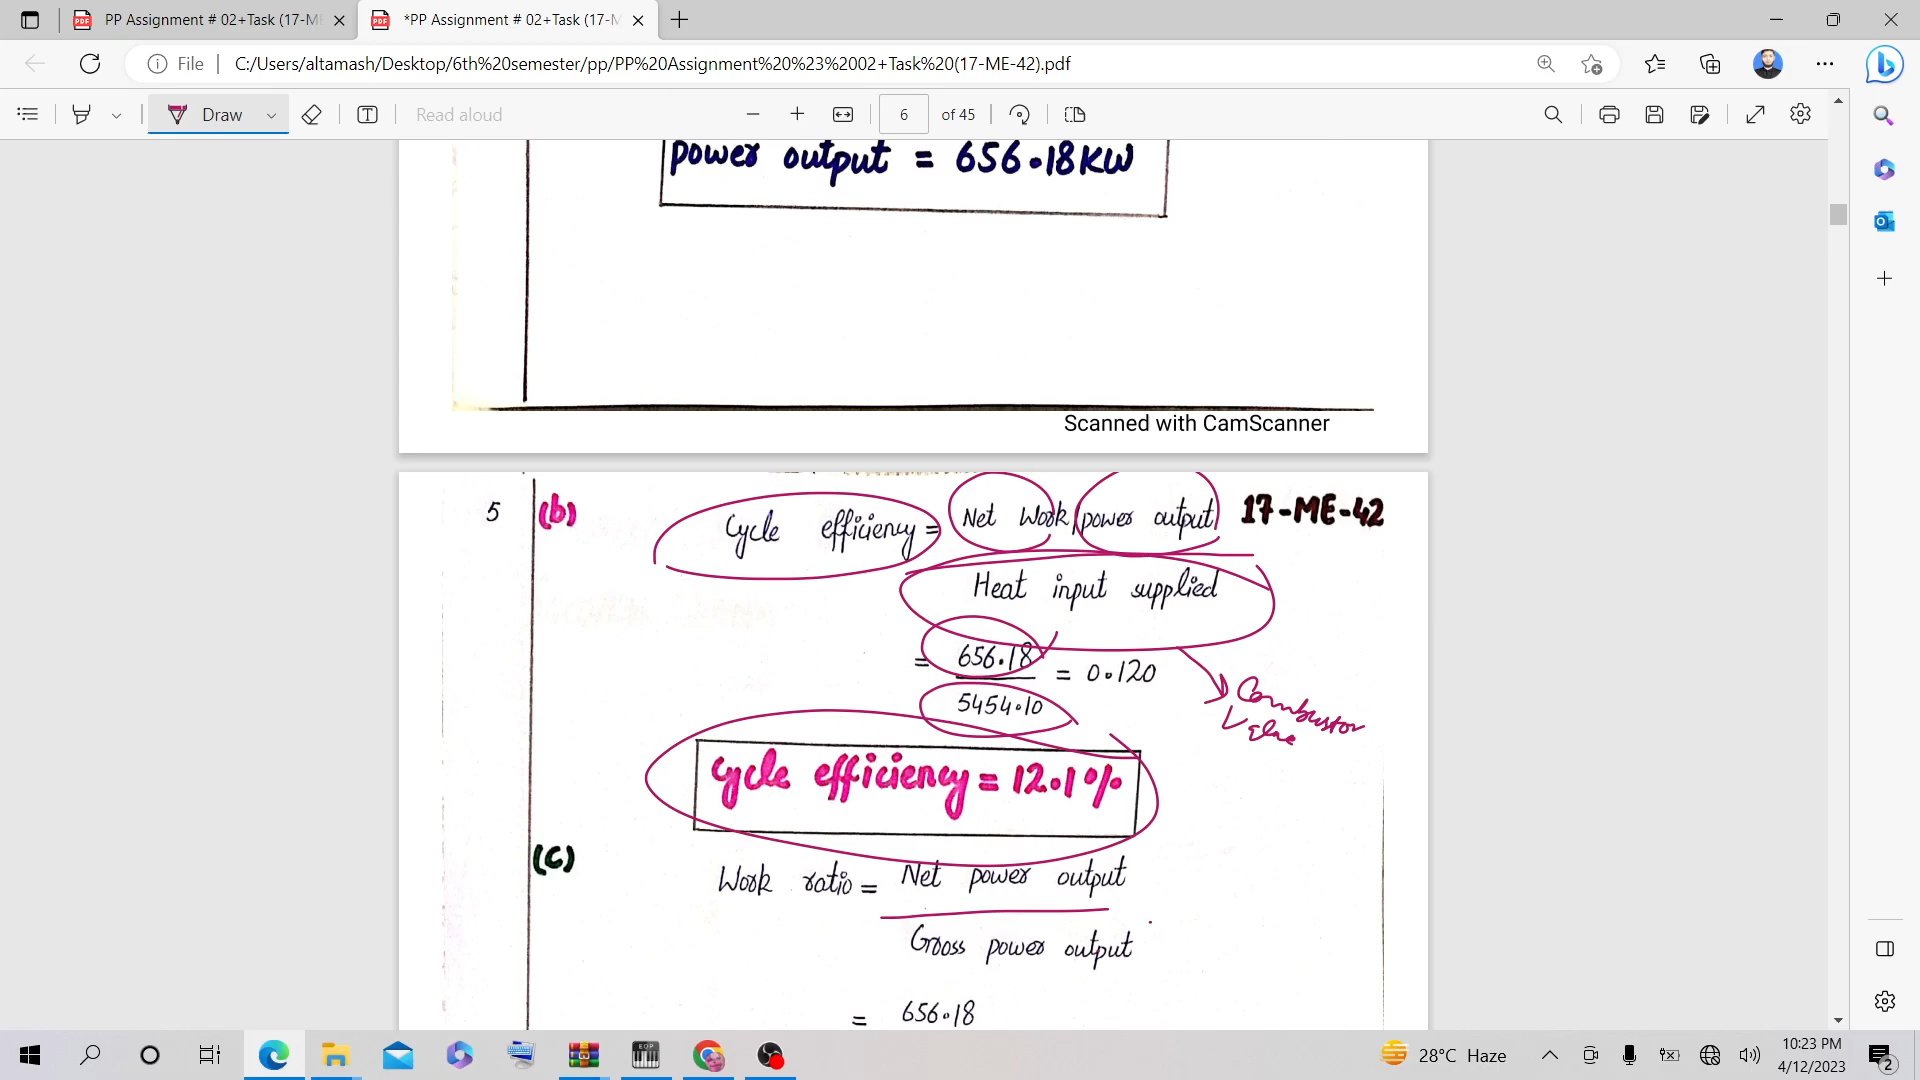 PP Assignment # 02+Task (17-M
*PP Assignment # 02+Task (17-M
File
C:/Users/altamash/Desktop/6th%20semester/pp/PP%20Assignment%20%23%2002+Task%20(17-ME-42).pdf
Draw
Read aloud
6 of 45
power output = 656.18KW
Scanned with CamScanner
5
(b)
Cycle efficiency = Net Work/power output
17-ME-42
Heat input supplied
= 656.18 = 0.120
5454.10
Combustor
Cycle efficiency = 12.1%
(C)
Work ratio = Net power output
Gross power output
= 656.18
28°C Haze
10:23 PM
4/12/2023
2